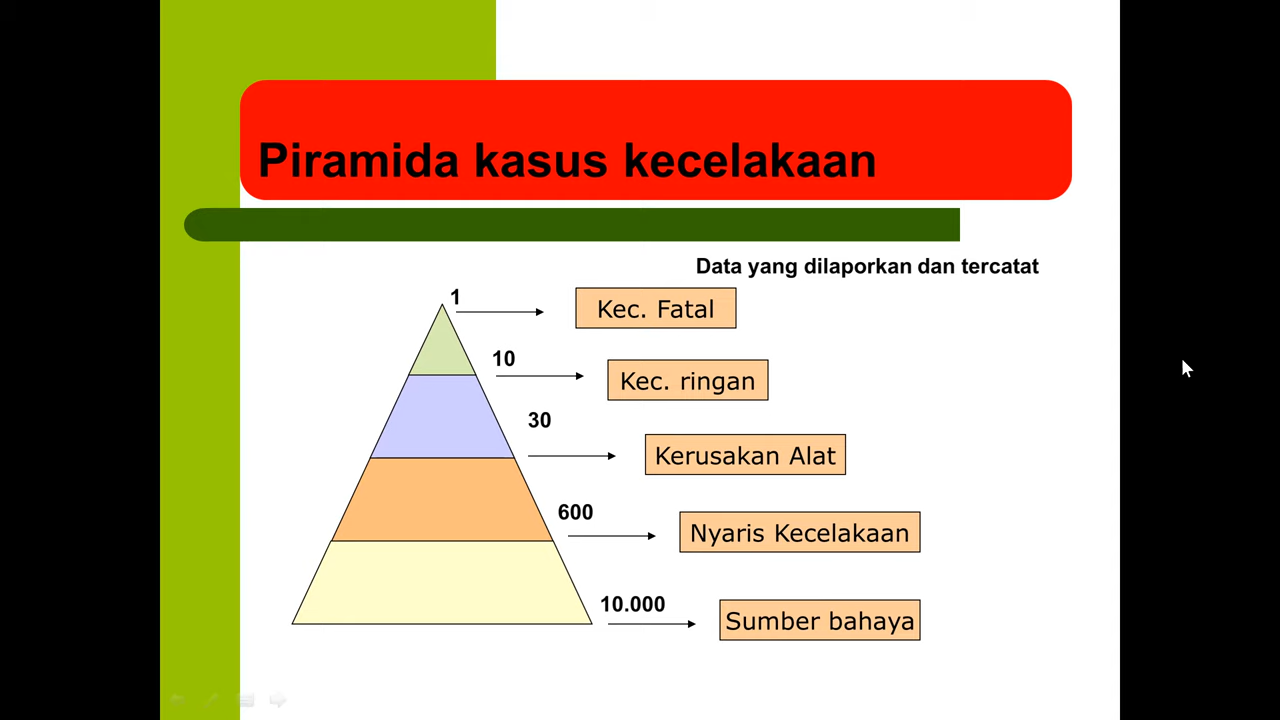 Piramida kasus kecelakaan
Data yang dilaporkan dan tercatat
1
Kec. Fatal
10
Kec. ringan
30
Kerusakan Alat
600
Nyaris Kecelakaan
10.000
Sumber bahaya